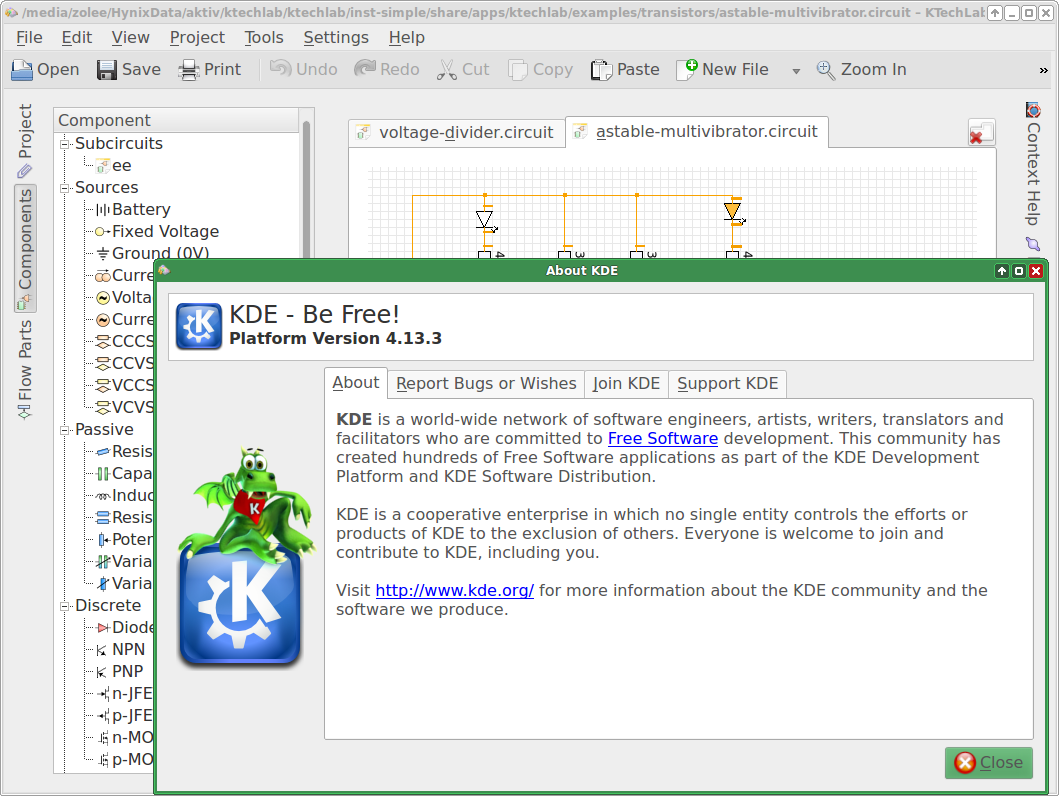 /media/zolee/HynixData/aktiv/ktechlab/ktechlab/inst-simple/share/apps/ktechlab/examples/transistors/astable-multivibrator.circuit – KTechLab
File Edit View Project Tools Settings Help
Open Save Print Undo Redo Cut Copy Paste New File Zoom In »
Project
Components
Flow Parts
Component
Subcircuits
ee
Sources
Battery
Fixed Voltage
Ground (0V)
Curre
Volta
Curre
CCCS
CCVS
VCCS
VCVS
Passive
Resis
Capa
Induc
Resis
Poter
Varia
Varia
Discrete
Diode
NPN
PNP
n-JFE
p-JFE
n-MO
p-MO
voltage-divider.circuit
astable-multivibrator.circuit
Context Help
About KDE
KDE - Be Free!
Platform Version 4.13.3
About
Report Bugs or Wishes
Join KDE
Support KDE
KDE is a world-wide network of software engineers, artists, writers, translators and
facilitators who are committed to Free Software development. This community has
created hundreds of Free Software applications as part of the KDE Development
Platform and KDE Software Distribution.
KDE is a cooperative enterprise in which no single entity controls the efforts or
products of KDE to the exclusion of others. Everyone is welcome to join and
contribute to KDE, including you.
Visit http://www.kde.org/ for more information about the KDE community and the
software we produce.
Close